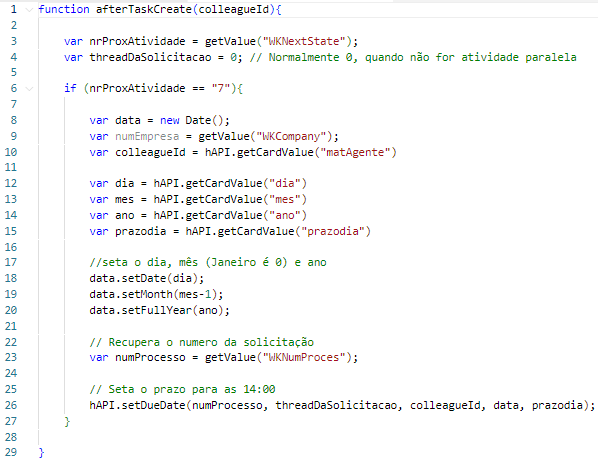 1 function afterTaskCreate(colleagueId){
2
3 var nrProxAtividade = getValue("WKNextState");
4 var threadDaSolicitacao = 0; // Normalmente 0, quando não for atividade paralela
5
6 if (nrProxAtividade == "7"){
7
8 var data = new Date();
9 var numEmpresa = getValue("WKCompany");
10 var colleagueId = hAPI.getCardValue("matAgente")
11
12 var dia = hAPI.getCardValue("dia")
13 var mes = hAPI.getCardValue("mes")
14 var ano = hAPI.getCardValue("ano")
15 var prazodia = hAPI.getCardValue("prazodia")
16
17 //seta o dia, mês (Janeiro é 0) e ano
18 data.setDate(dia);
19 data.setMonth(mes-1);
20 data.setFullYear(ano);
21
22 // Recupera o numero da solicitação
23 var numProcesso = getValue("WKNumProces");
24
25 // Seta o prazo para as 14:00
26 hAPI.setDueDate(numProcesso, threadDaSolicitacao, colleagueId, data, prazodia);
27 }
28
29 }